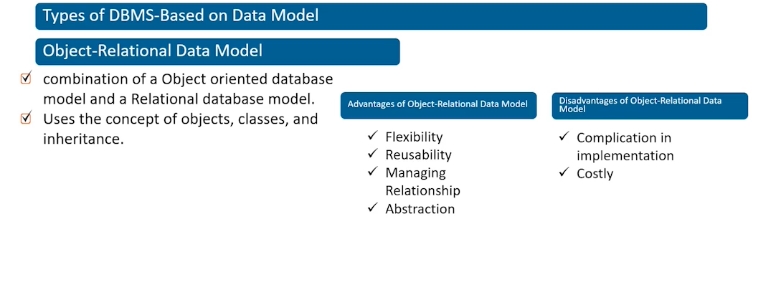 Types of DBMS-Based on Data Model
Object-Relational Data Model
combination of a Object oriented database
model and a Relational database model.
Uses the concept of objects, classes, and
inheritance.
Advantages of Object-Relational Data Model
Flexibility
Reusability
Managing
Relationship
Abstraction
Disadvantages of Object-Relational Data
Model
Complication in
implementation
Costly